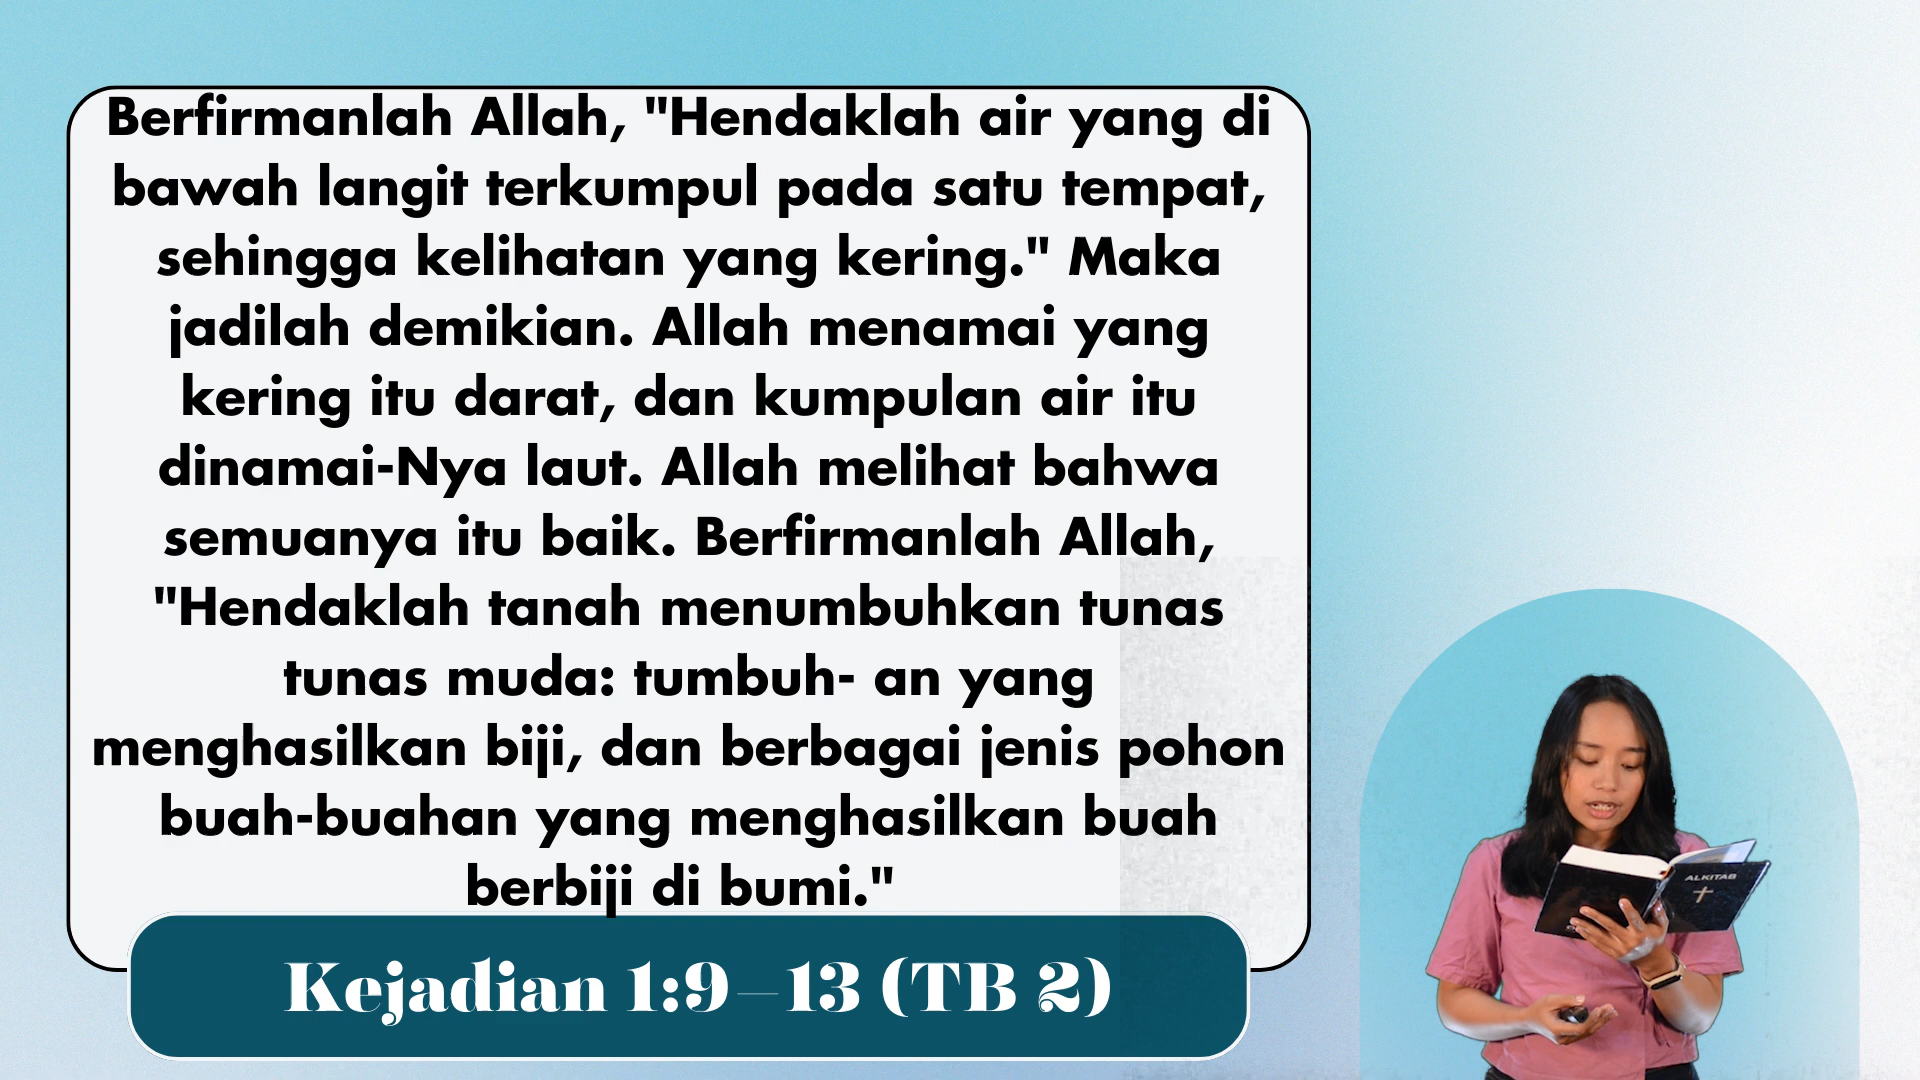 Berfirmanlah Allah, "Hendaklah air yang di
bawah langit terkumpul pada satu tempat,
sehingga kelihatan yang kering." Maka
jadilah demikian. Allah menamai yang
kering itu darat, dan kumpulan air itu
dinamai-Nya laut. Allah melihat bahwa
semuanya itu baik. Berfirmanlah Allah,
"Hendaklah tanah menumbuhkan tunas
tunas muda: tumbuh- an yang
menghasilkan biji, dan berbagai jenis pohon
buah-buahan yang menghasilkan buah
berbiji di bumi."
Kejadian 1:9—13 (TB 2)
ALKITAB